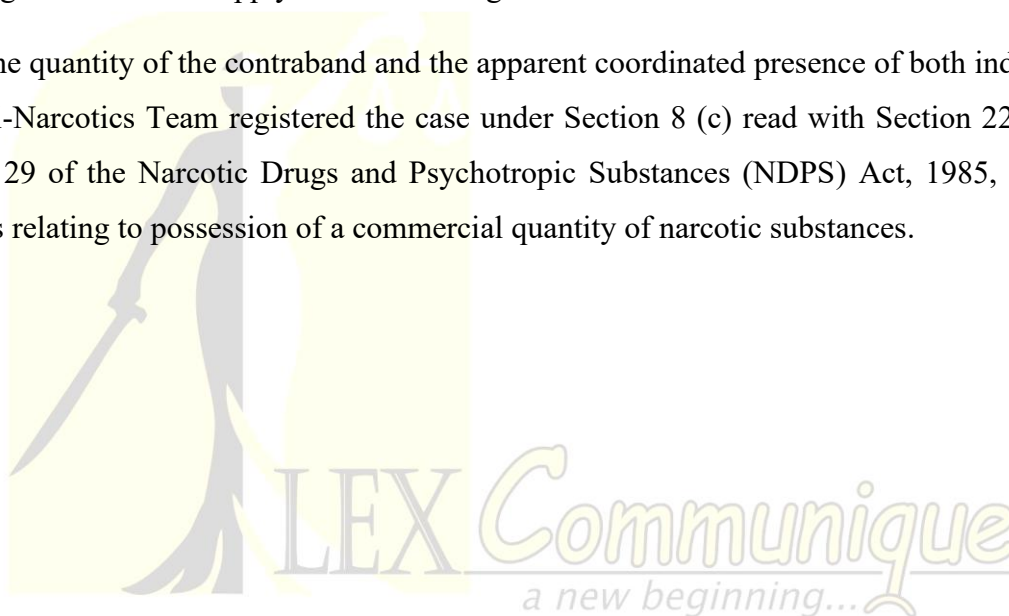 he quantity of the contraband and the apparent coordinated presence of both ind
-Narcotics Team registered the case under Section 8 (c) read with Section 22
29 of the Narcotic Drugs and Psychotropic Substances (NDPS) Act, 1985,
s relating to possession of a commercial quantity of narcotic substances.
LEX Communique
a new beginning...